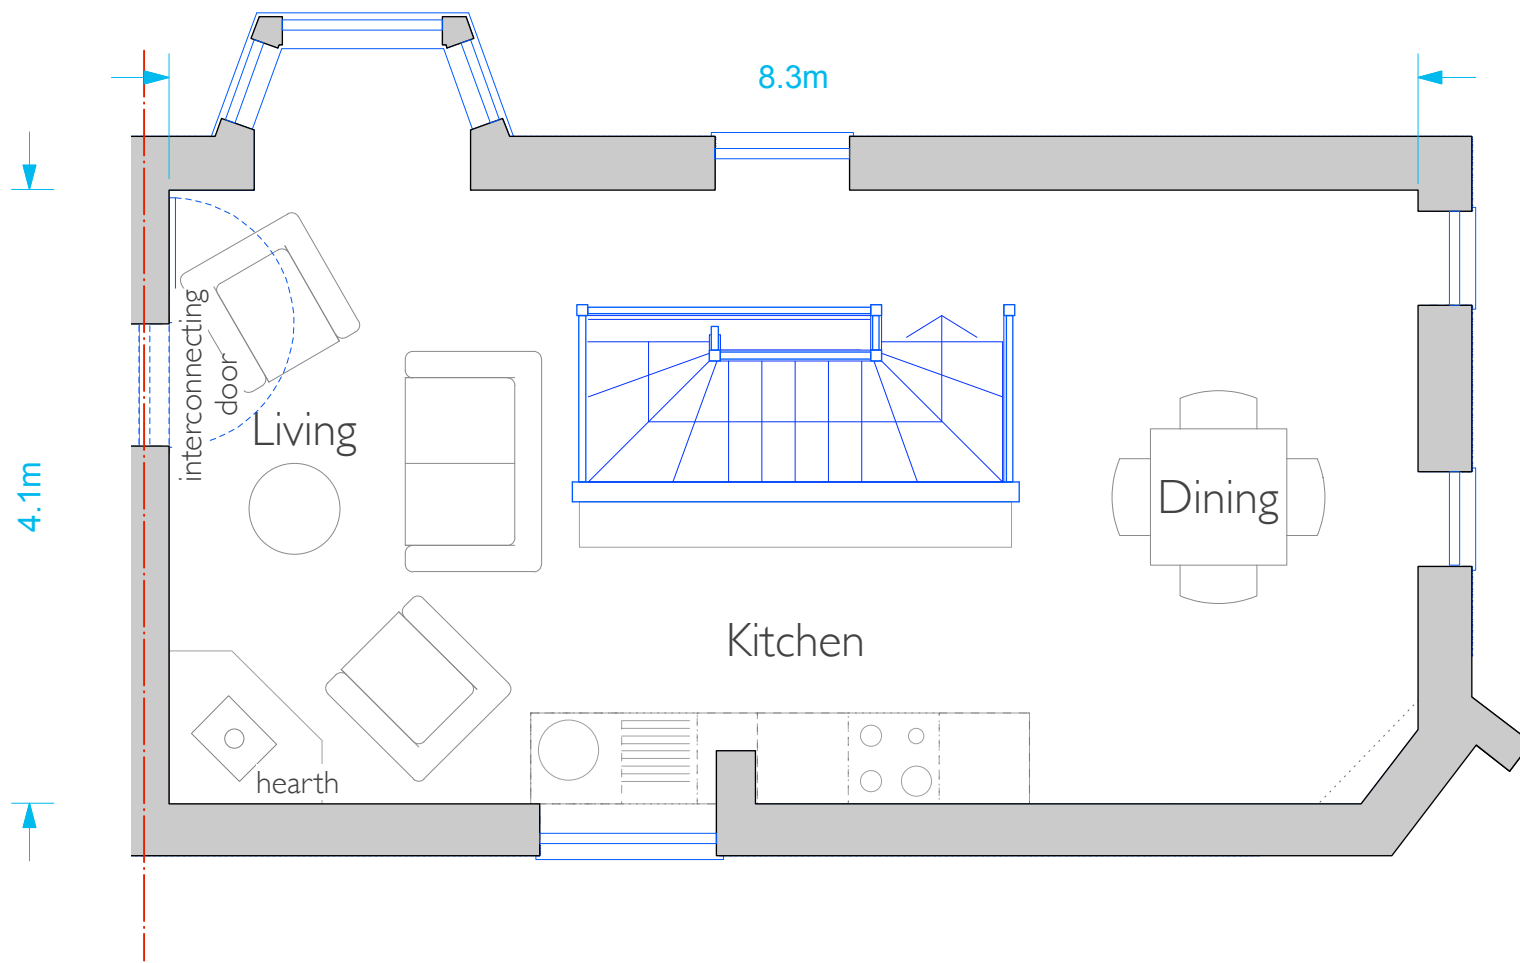 8.3m
interconnecting
door
Living
4.1m
Dining
Kitchen
hearth